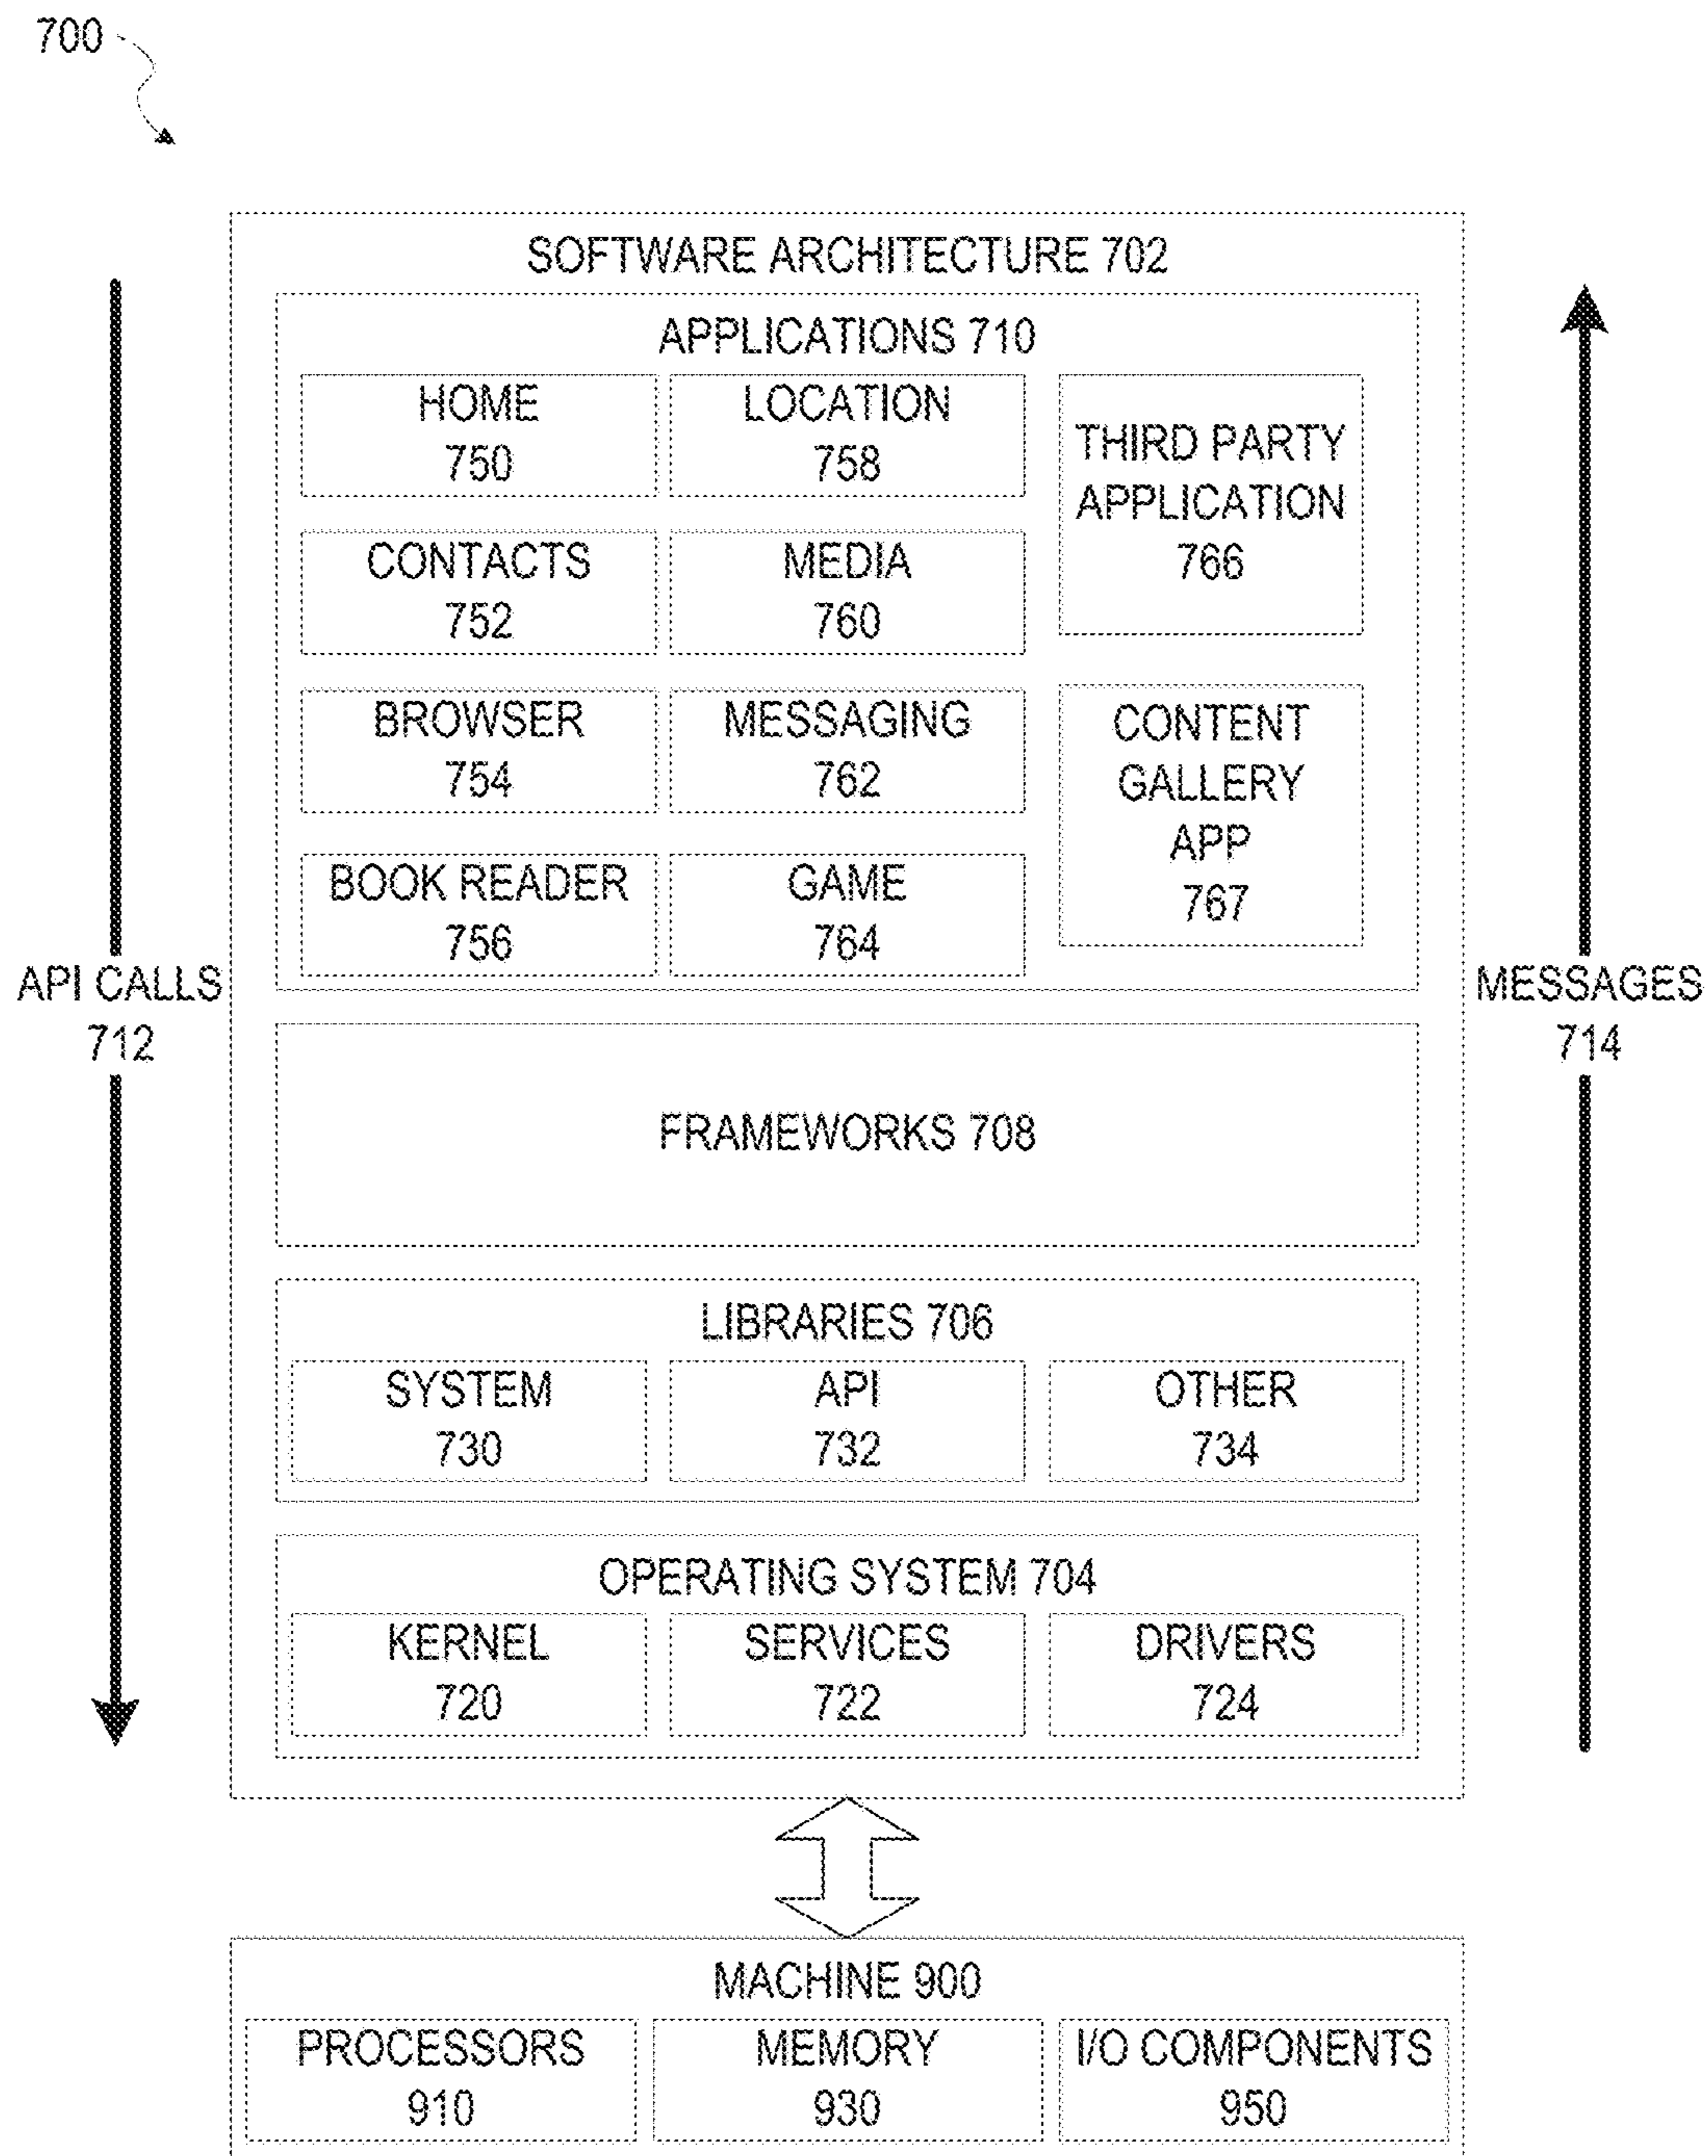 700
SOFTWARE ARCHITECTURE 702
APPLICATIONS 710
HOME
750
LOCATION
758
THIRD PARTY
APPLICATION
766
CONTACTS
752
MEDIA
760
BROWSER
754
MESSAGING
762
CONTENT
GALLERY
APP
767
BOOK READER
756
GAME
764
API CALLS
712
MESSAGES
714
FRAMEWORKS 708
LIBRARIES 706
SYSTEM
730
API
732
OTHER
734
OPERATING SYSTEM 704
KERNEL
720
SERVICES
722
DRIVERS
724
MACHINE 900
PROCESSORS
910
MEMORY
930
I/O COMPONENTS
950